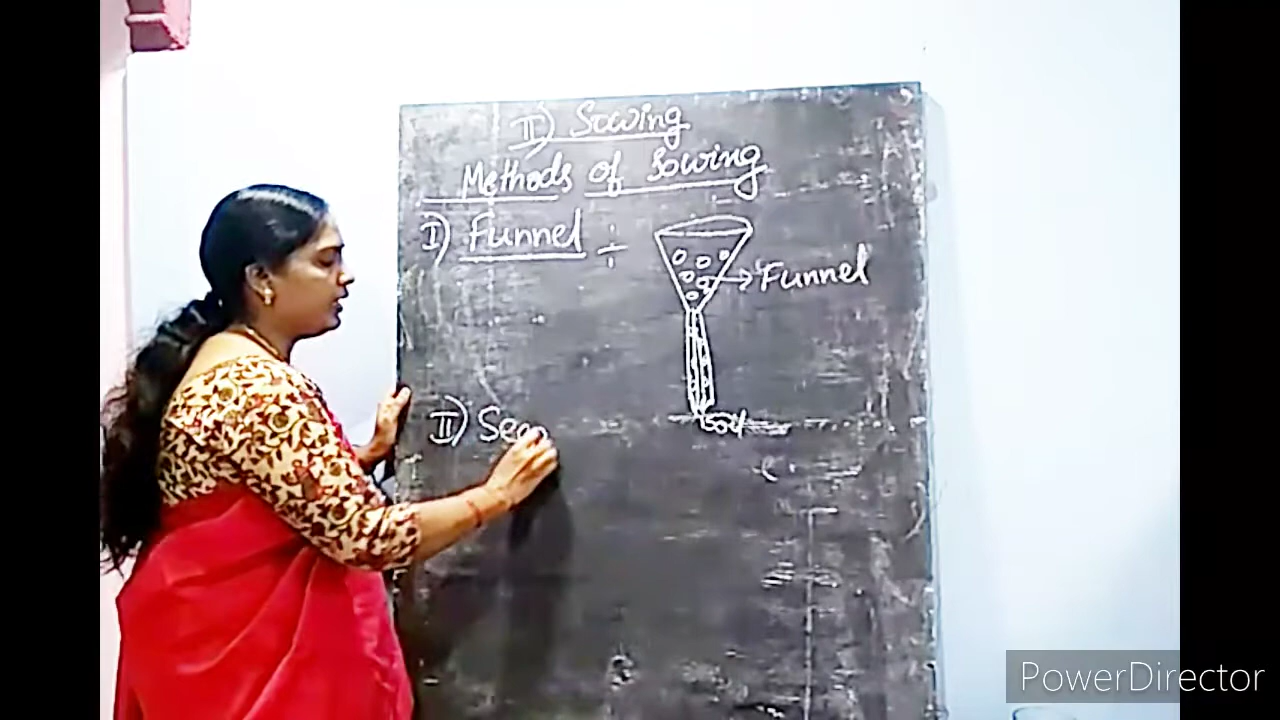 II) Sowing
Methods of Sowing
I) Funnel ÷
Funnel
Soil
II) See
PowerDirector